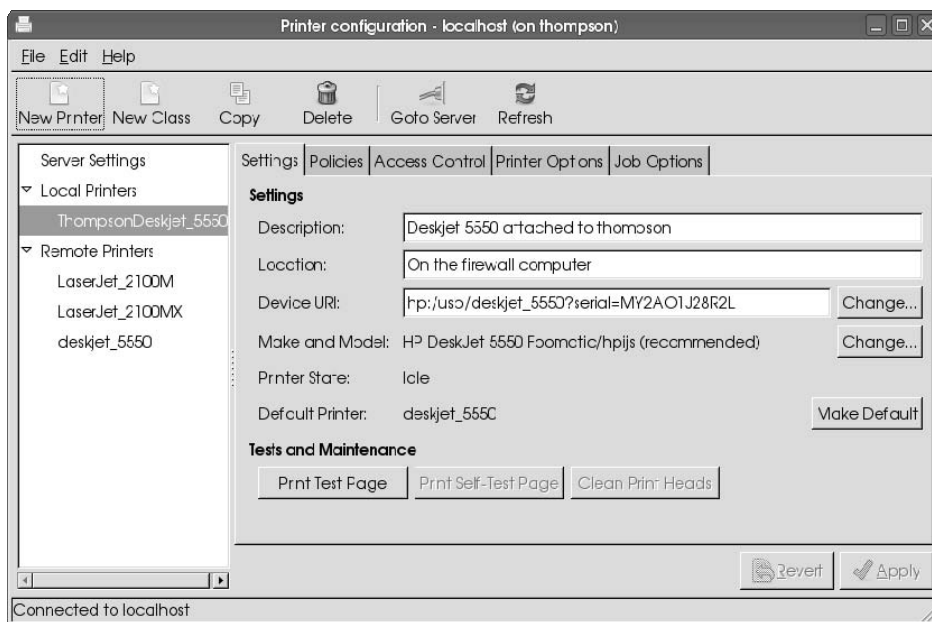 Printer configuration - localhost (on thompson)
File Edit Help
New Printer New Class Copy Delete Goto Server Refresh
Server Settings
Local Printers
ThompsonDeskjet_5550
Remote Printers
LaserJet_2100M
LaserJet_2100MX
deskjet_5550
Settings Policies Access Control Printer Options Job Options
Settings
Description: Deskjet 5550 attached to thompson
Location: On the firewall computer
Device URI: hp:/usb/deskjet_5550?serial=MY2AO1J28R2L Change...
Make and Model: HP DeskJet 5550 Foomatic/hpijs (recommended) Change...
Printer State: Idle
Default Printer: deskjet_5550 Make Default
Tests and Maintenance
Print Test Page Print Self-Test Page Clean Print Heads
Revert Apply
Connected to localhost